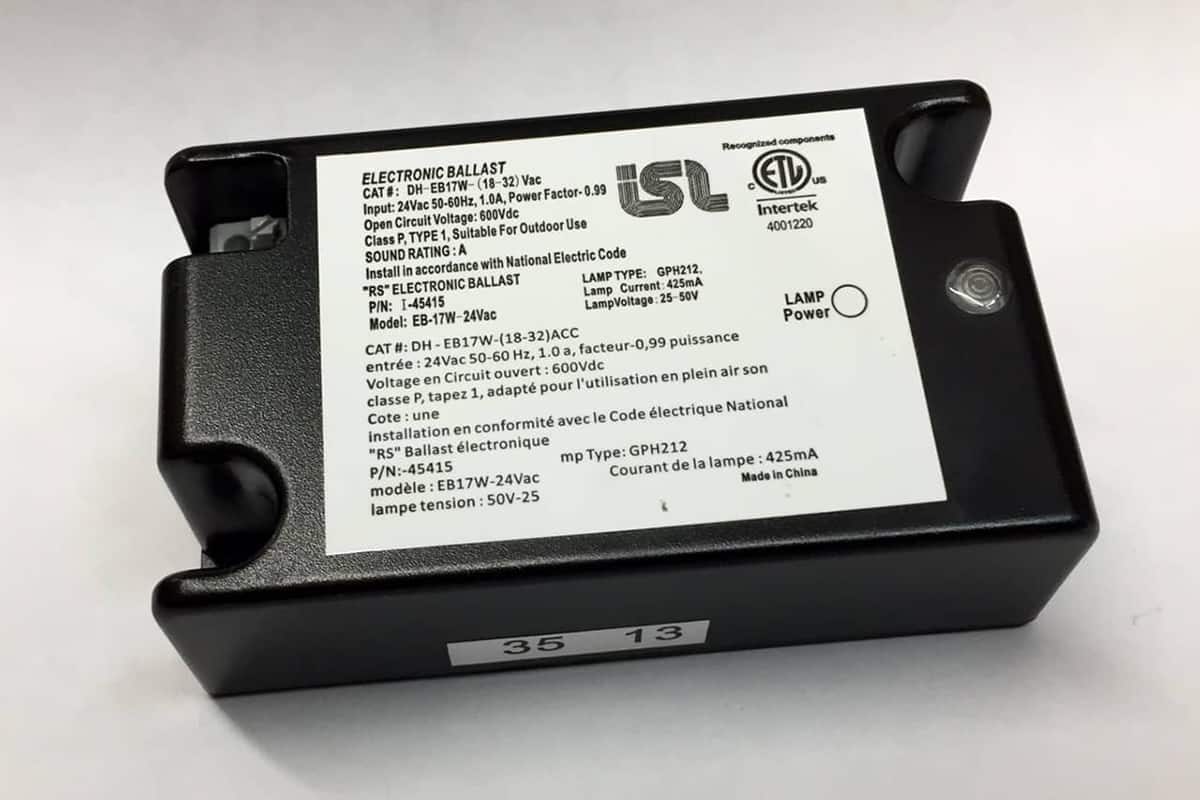 ELECTRONIC BALLAST
CAT#: DH-EB17W-(18-32)Vac
Input: 24Vac 50-60Hz, 1.0A, Power Factor- 0.99
Open Circuit Voltage: 600Vdc
Class P, TYPE 1, Suitable For Outdoor Use
SOUND RATING : A
Install in accordance with National Electric Code
"RS" ELECTRONIC BALLAST
P/N: I-45415
Model: EB-17W-24Vac
LAMP TYPE: GPH212,
Lamp Current: 425mA
LampVoltage: 25-50V
isl
Recognized components
ETL
C US
Intertek
4001220
LAMP
Power
CAT #: DH - EB17W-(18-32)ACC
entrée : 24Vac 50-60 Hz, 1.0 a, facteur-0,99 puissance
Voltage en Circuit ouvert : 600Vdc
classe P, tapez 1, adapté pour l'utilisation en plein air son
Cote : une
installation en conformité avec le Code électrique National
"RS" Ballast électronique
P/N:-45415
modèle : EB17W-24Vac
lampe tension : 50V-25
mp Type: GPH212
Courant de la lampe : 425mA
Made in China
35 13